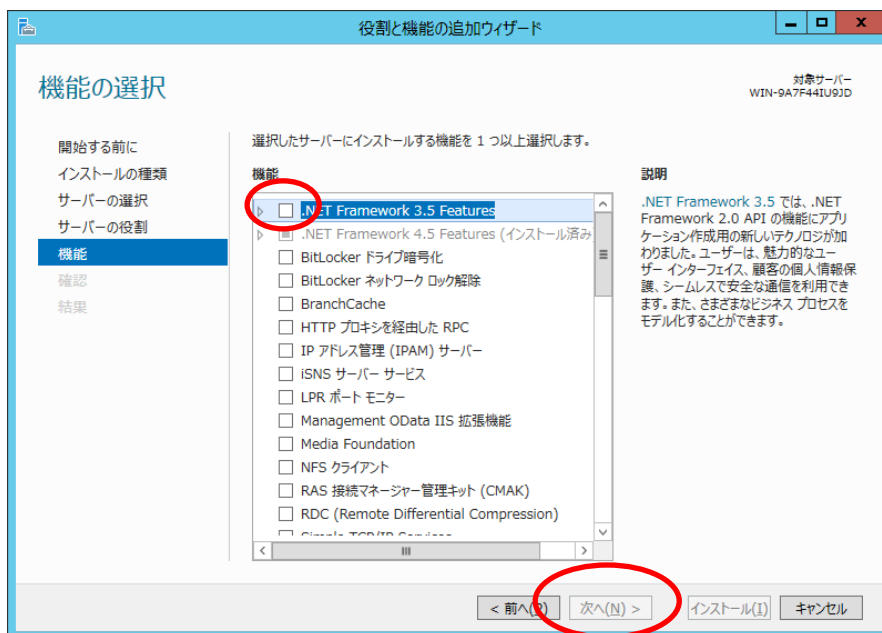 役割と機能の追加ウィザード
機能の選択
対象サーバー
WIN-9A7F44IU9JD
開始する前に
インストールの種類
サーバーの選択
サーバーの役割
機能
確認
結果
選択したサーバーにインストールする機能を 1 つ以上選択します。
機能
.NET Framework 3.5 Features
.NET Framework 4.5 Features (インストール済み
BitLocker ドライブ暗号化
BitLocker ネットワーク ロック解除
BranchCache
HTTP プロキシを経由した RPC
IP アドレス管理 (IPAM) サーバー
iSNS サーバー サービス
LPR ポート モニター
Management OData IIS 拡張機能
Media Foundation
NFS クライアント
RAS 接続マネージャー管理キット (CMAK)
RDC (Remote Differential Compression)
Simple TCP/IP Services
説明
.NET Framework 3.5 では、.NET
Framework 2.0 API の機能にアプリ
ケーション作成用の新しいテクノロジが加
わりました。ユーザーは、魅力的なユー
ザー インターフェイス、顧客の個人情報保
護、シームレスで安全な通信を利用でき
ます。また、さまざまなビジネス プロセスを
モデル化することができます。
< 前へ(P)
次へ(N) >
インストール(I)
キャンセル